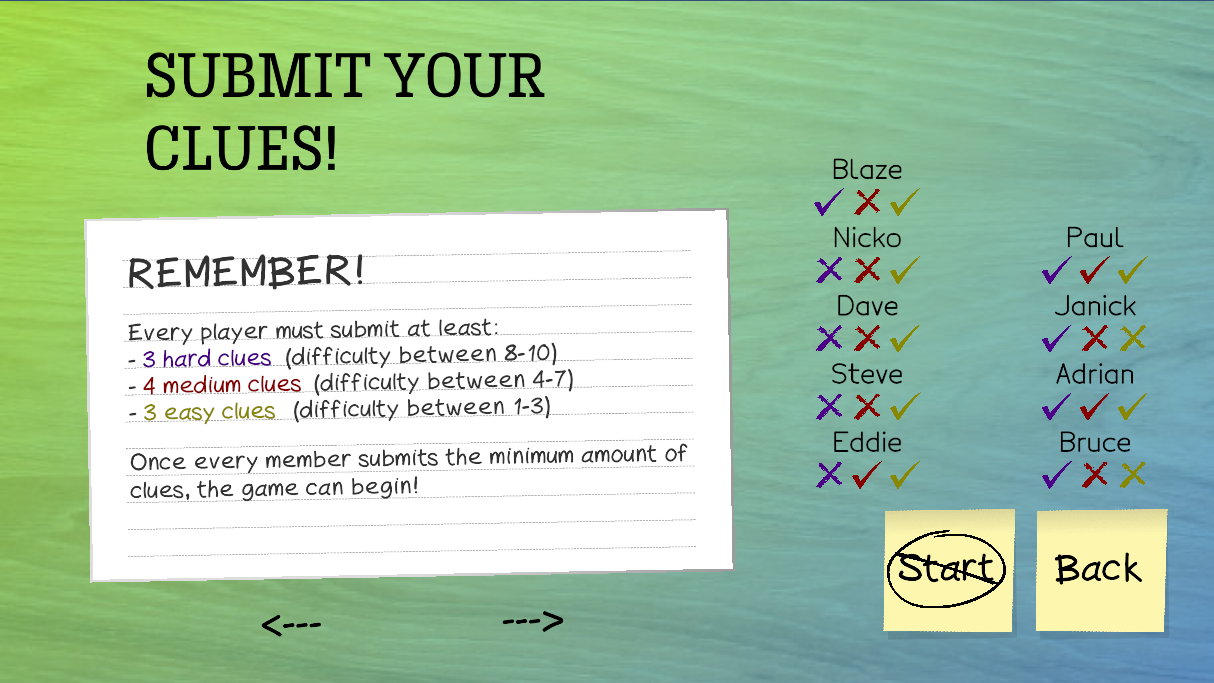 SUBMIT YOUR
CLUES!
REMEMBER!
Every player must submit at least:
- 3 hard clues (difficulty between 8-10)
- 4 medium clues (difficulty between 4-7)
- 3 easy clues (difficulty between 1-3)
Once every member submits the minimum amount of
clues, the game can begin!
<---
--->
Blaze
✓ ✗ ✓
Nicko
✗ ✗ ✓
Dave
✗ ✗ ✓
Steve
✗ ✗ ✓
Eddie
✗ ✓ ✓
Paul
✓ ✓ ✓
Janick
✓ ✗ ✗
Adrian
✓ ✓ ✓
Bruce
✓ ✗ ✗
Start
Back